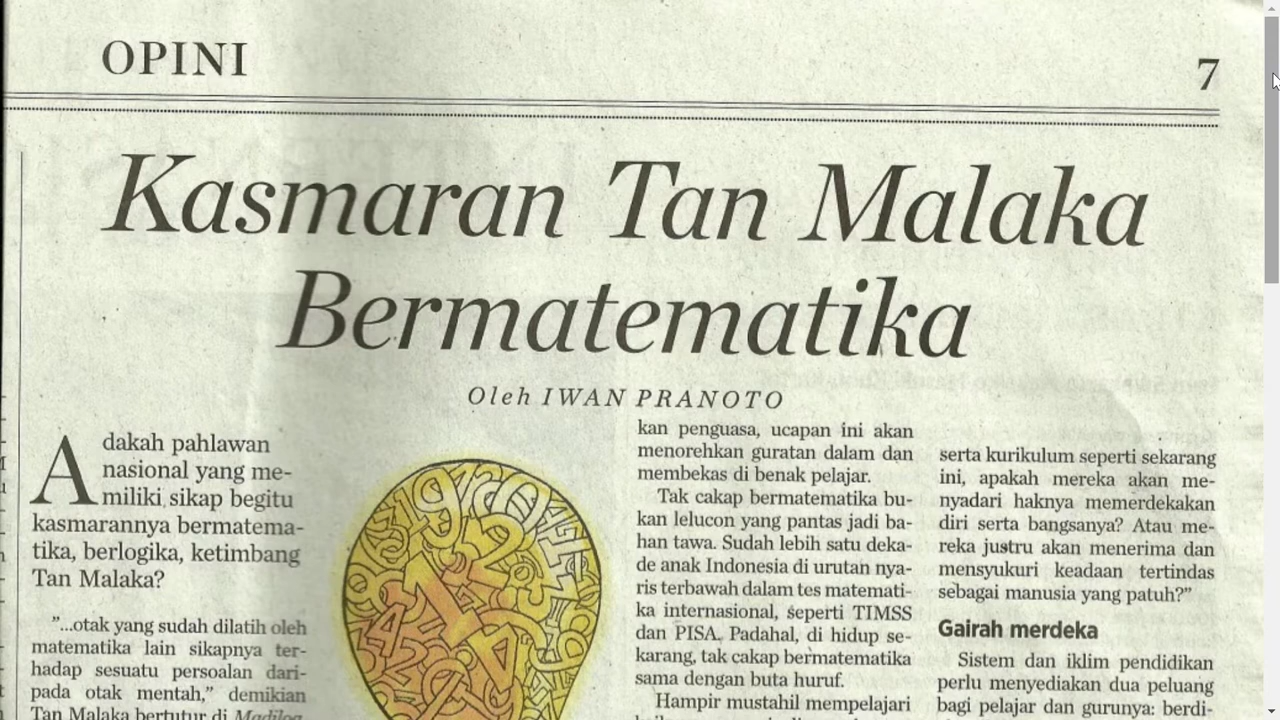 OPINI
7
Kasmaran Tan Malaka
Bermatematika
Oleh IWAN PRANOTO
Adakah pahlawan
nasional yang me-
miliki sikap begitu
kasmarannya bermatema-
tika, berlogika, ketimbang
Tan Malaka?
"...otak yang sudah dilatih oleh
matematika lain sikapnya ter-
hadap sesuatu persoalan dari-
pada otak mentah," demikian
Tan Malaka bertutur di Madilog
kan penguasa, ucapan ini akan
menorehkan guratan dalam dan
membekas di benak pelajar.
Tak cakap bermatematika bu-
kan lelucon yang pantas jadi ba-
han tawa. Sudah lebih satu deka-
de anak Indonesia di urutan nya-
ris terbawah dalam tes matemati-
ka internasional, seperti TIMSS
dan PISA. Padahal, di hidup se-
karang, tak cakap bermatematika
sama dengan buta huruf.
Hampir mustahil mempelajari
serta kurikulum seperti sekarang
ini, apakah mereka akan me-
nyadari haknya memerdekakan
diri serta bangsanya? Atau me-
reka justru akan menerima dan
mensyukuri keadaan tertindas
sebagai manusia yang patuh?"
Gairah merdeka
Sistem dan iklim pendidikan
perlu menyediakan dua peluang
bagi pelajar dan gurunya: berdi-